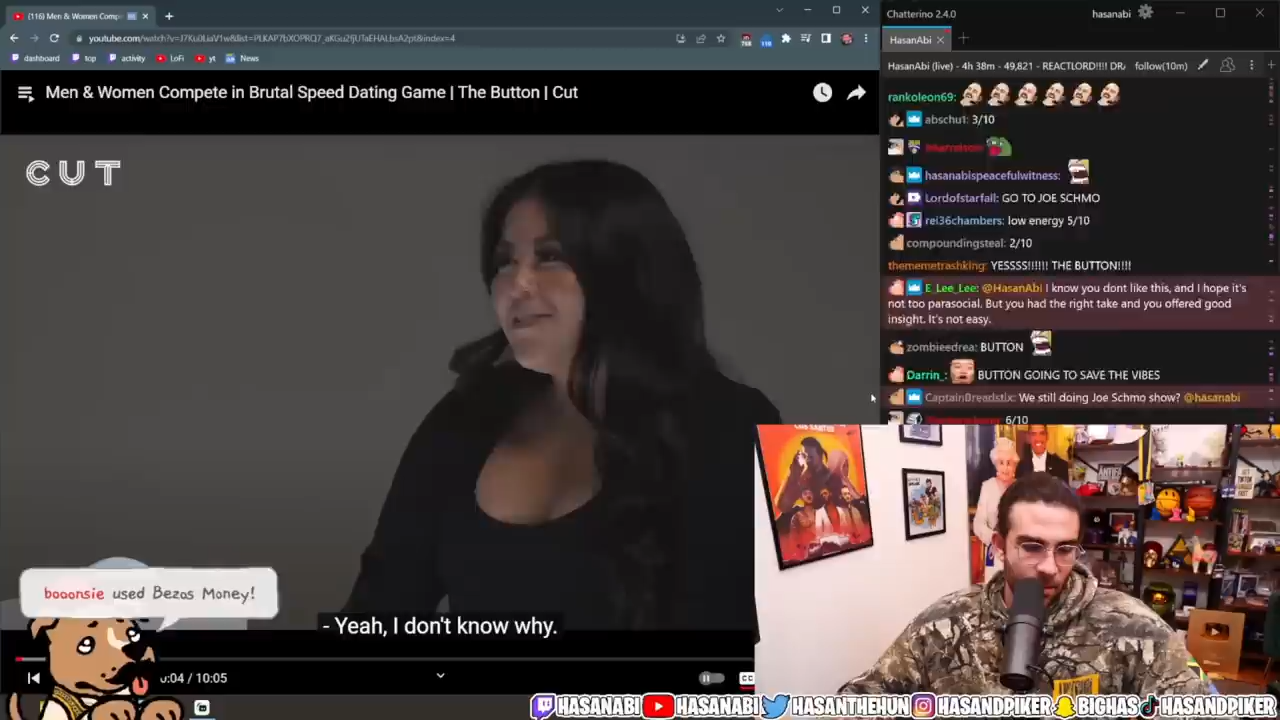 (116) Men & Women Compe
Chatterino 2.4.0
hasanabi
HasanAbi
dashboard
top
activity
LoFi
yt
News
HasanAbi (live) - 4h 38m - 49,821 - REACTLORD!!!! DR
follow(10m)
Men & Women Compete in Brutal Speed Dating Game | The Button | Cut
CUT
rankoleon69:
abschu1: 3/10
hasanabispeacefulwitness:
Lordofstarfall: GO TO JOE SCHMO
rei36chambers: low energy 5/10
compoundingsteal: 2/10
thememetrashking: YESSSS!!!!!! THE BUTTON!!!!
E_Lee_Lee: @HasanAbi I know you dont like this, and I hope it's
not too parasocial. But you had the right take and you offered good
insight. It's not easy.
zombieedrea: BUTTON
Darrin_: BUTTON GOING TO SAVE THE VIBES
CaptainBreadstix: We still doing Joe Schmo show? @hasanabi
6/10
booonsie used Bezos Money!
- Yeah, I don't know why.
0:04 / 10:05
CC
HASANABI
HASANABI
HASANTHEHUN
HASANDPIKER
BIGHAS
HASANDPIKER